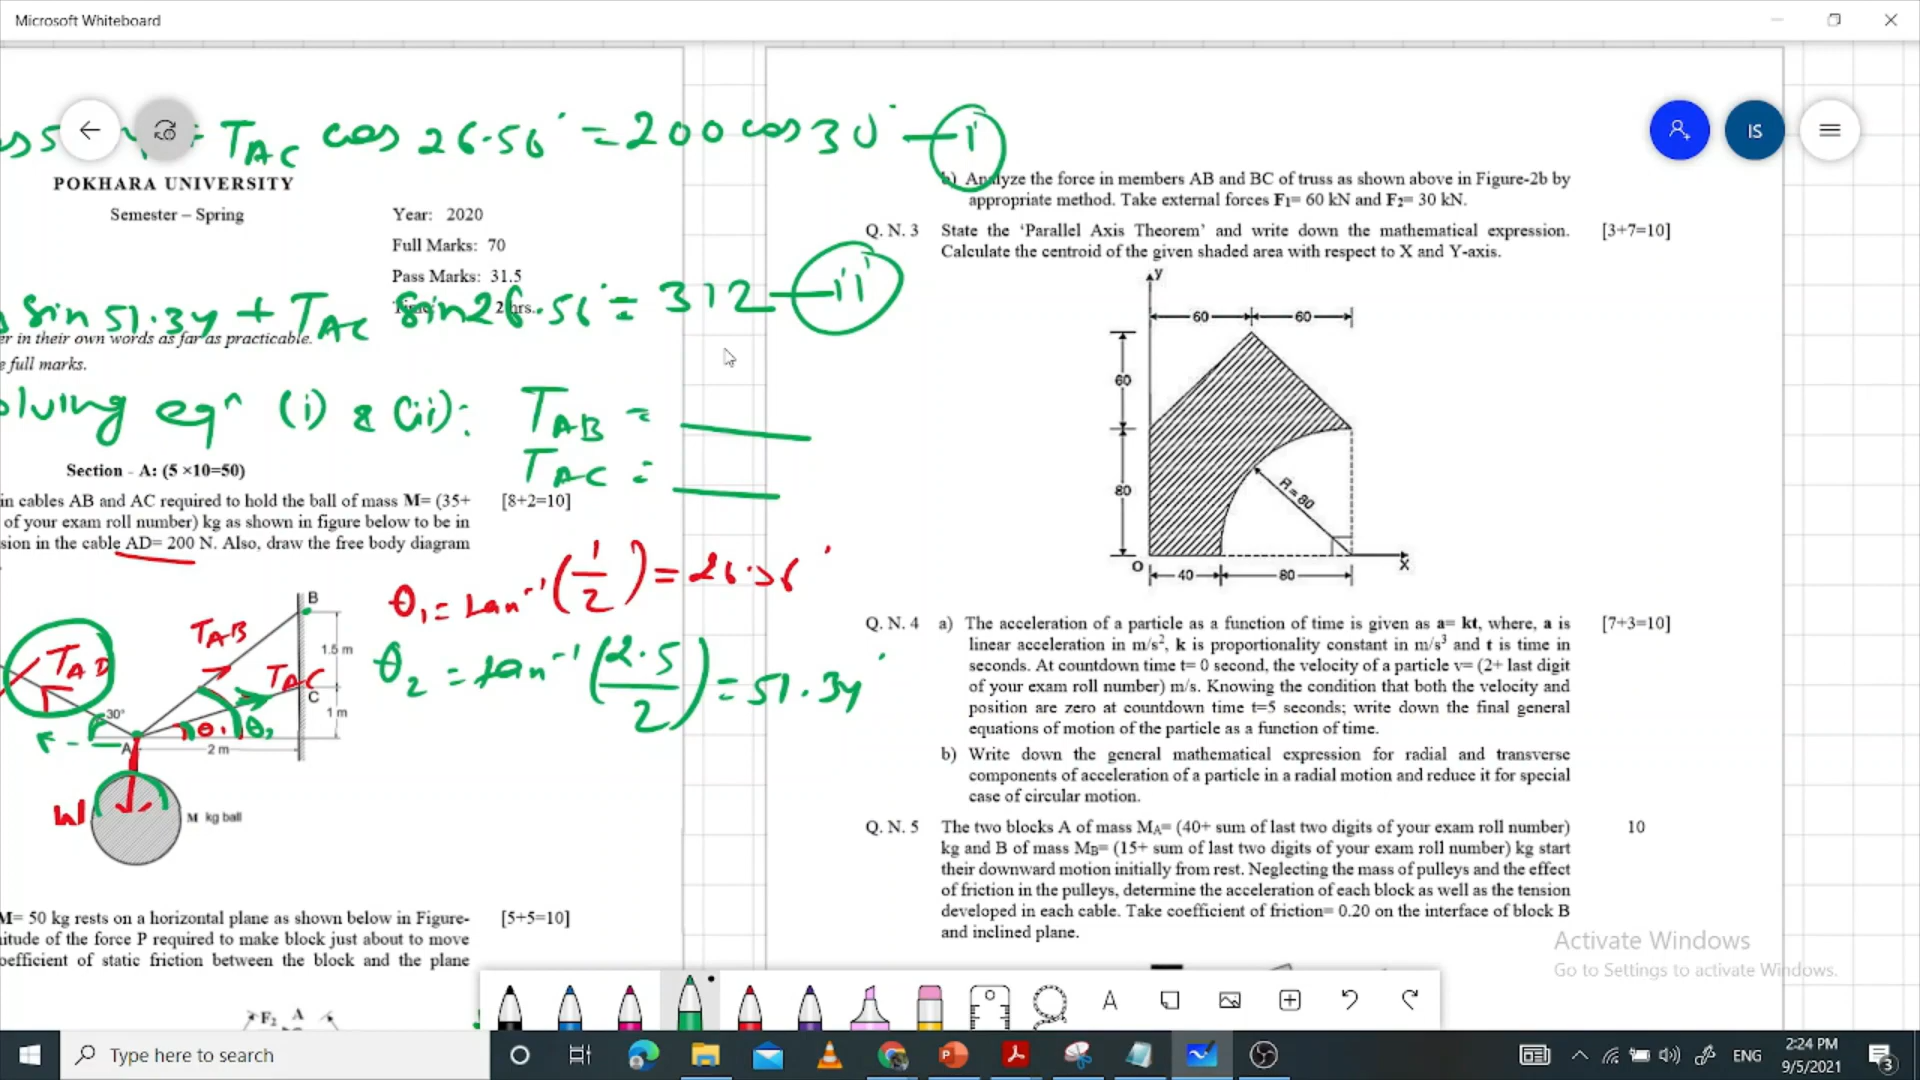 Microsoft Whiteboard
TAC cos 26.56° = 200 cos 30° — i
POKHARA UNIVERSITY
Semester – Spring
Year: 2020
Full Marks: 70
Pass Marks: 31.5
2 hrs.
sin 51.34 + TAC sin 26.56° = 312 — ii
er in their own words as far as practicable.
e full marks.
olving eqn (i) & (ii): TAB =
TAC =
Section - A: (5 ×10=50)
in cables AB and AC required to hold the ball of mass M= (35+ [8+2=10]
of your exam roll number) kg as shown in figure below to be in
sion in the cable AD= 200 N. Also, draw the free body diagram
θ1 = tan⁻¹(1/2) = 26.56°
θ2 = tan⁻¹(2.5/2) = 51.34°
B
TAB
1.5 m
TAD
TAC
C
1 m
30°
θ1
θ2
A
2 m
W
M kg ball
M= 50 kg rests on a horizontal plane as shown below in Figure- [5+5=10]
itude of the force P required to make block just about to move
oefficient of static friction between the block and the plane
F2 A
b) Analyze the force in members AB and BC of truss as shown above in Figure-2b by
appropriate method. Take external forces F1= 60 kN and F2= 30 kN.
Q. N. 3 State the ‘Parallel Axis Theorem’ and write down the mathematical expression. [3+7=10]
Calculate the centroid of the given shaded area with respect to X and Y-axis.
y
60 60
60
80
R = 80
O
X
40 80
Q. N. 4 a) The acceleration of a particle as a function of time is given as a= kt, where, a is [7+3=10]
linear acceleration in m/s², k is proportionality constant in m/s³ and t is time in
seconds. At countdown time t= 0 second, the velocity of a particle v= (2+ last digit
of your exam roll number) m/s. Knowing the condition that both the velocity and
position are zero at countdown time t=5 seconds; write down the final general
equations of motion of the particle as a function of time.
b) Write down the general mathematical expression for radial and transverse
components of acceleration of a particle in a radial motion and reduce it for special
case of circular motion.
Q. N. 5 The two blocks A of mass MA= (40+ sum of last two digits of your exam roll number) 10
kg and B of mass MB= (15+ sum of last two digits of your exam roll number) kg start
their downward motion initially from rest. Neglecting the mass of pulleys and the effect
of friction in the pulleys, determine the acceleration of each block as well as the tension
developed in each cable. Take coefficient of friction= 0.20 on the interface of block B
and inclined plane.
IS
Activate Windows
Go to Settings to activate Windows.
A
Type here to search
ENG
2:24 PM
9/5/2021
3